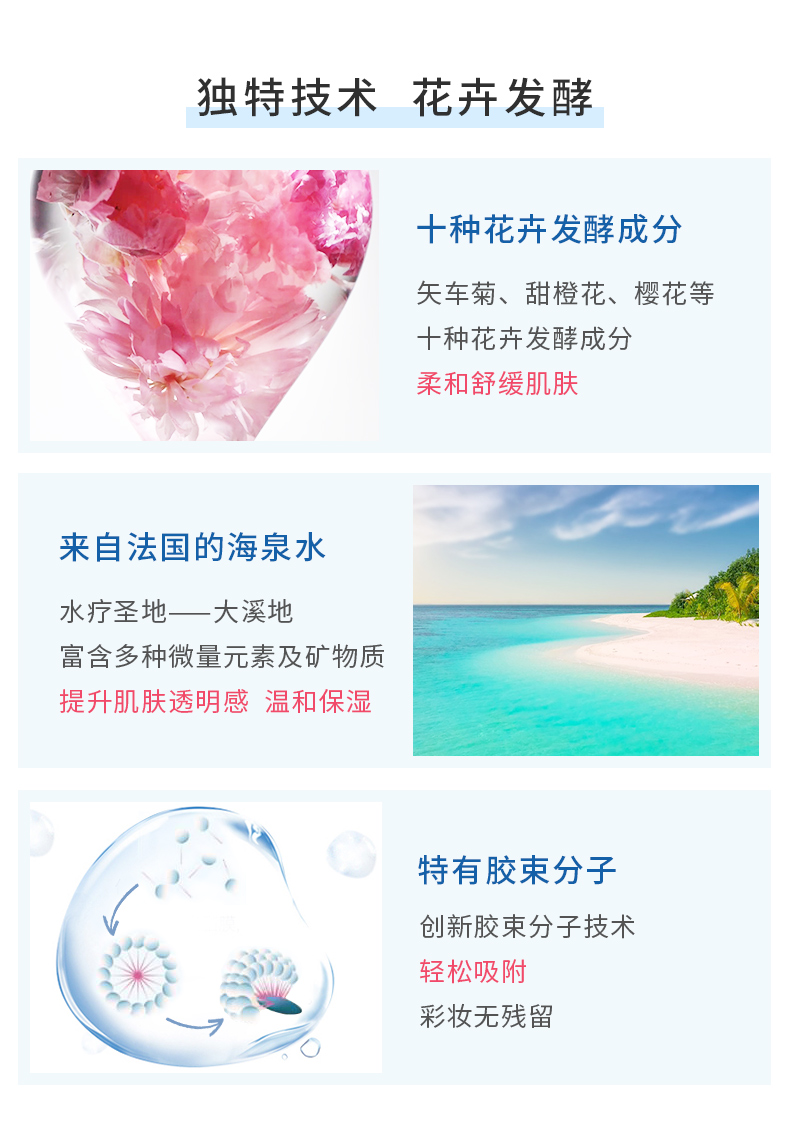 独特技术 花卉发酵
十种花卉发酵成分
矢车菊、甜橙花、樱花等
十种花卉发酵成分
柔和舒缓肌肤
来自法国的海泉水
水疗圣地——大溪地
富含多种微量元素及矿物质
提升肌肤透明感 温和保湿
特有胶束分子
创新胶束分子技术
轻松吸附
彩妆无残留